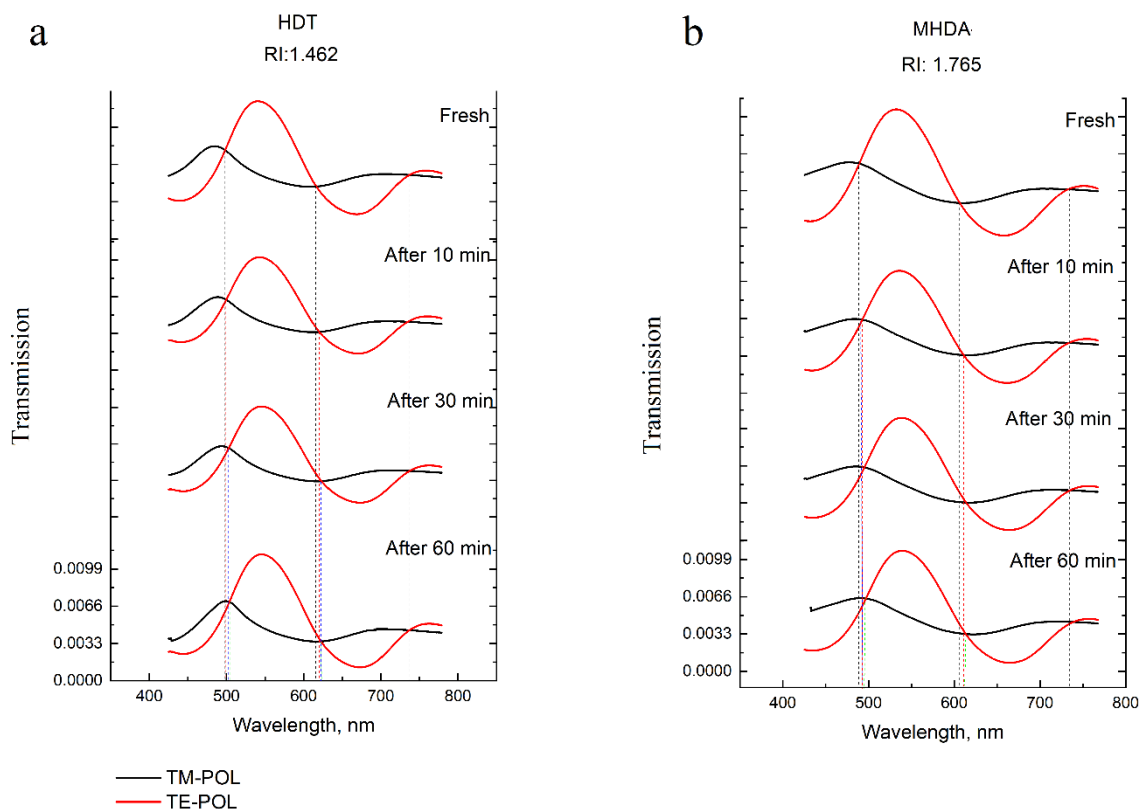 a
HDT
RI:1.462
Fresh
After 10 min
After 30 min
After 60 min
Transmission
0.0099
0.0066
0.0033
0.0000
400 500 600 700 800
Wavelength, nm
TM-POL
TE-POL
b
MHDA
RI: 1.765
Fresh
After 10 min
After 30 min
After 60 min
Transmission
0.0099
0.0066
0.0033
0.0000
400 500 600 700 800
Wavelength, nm